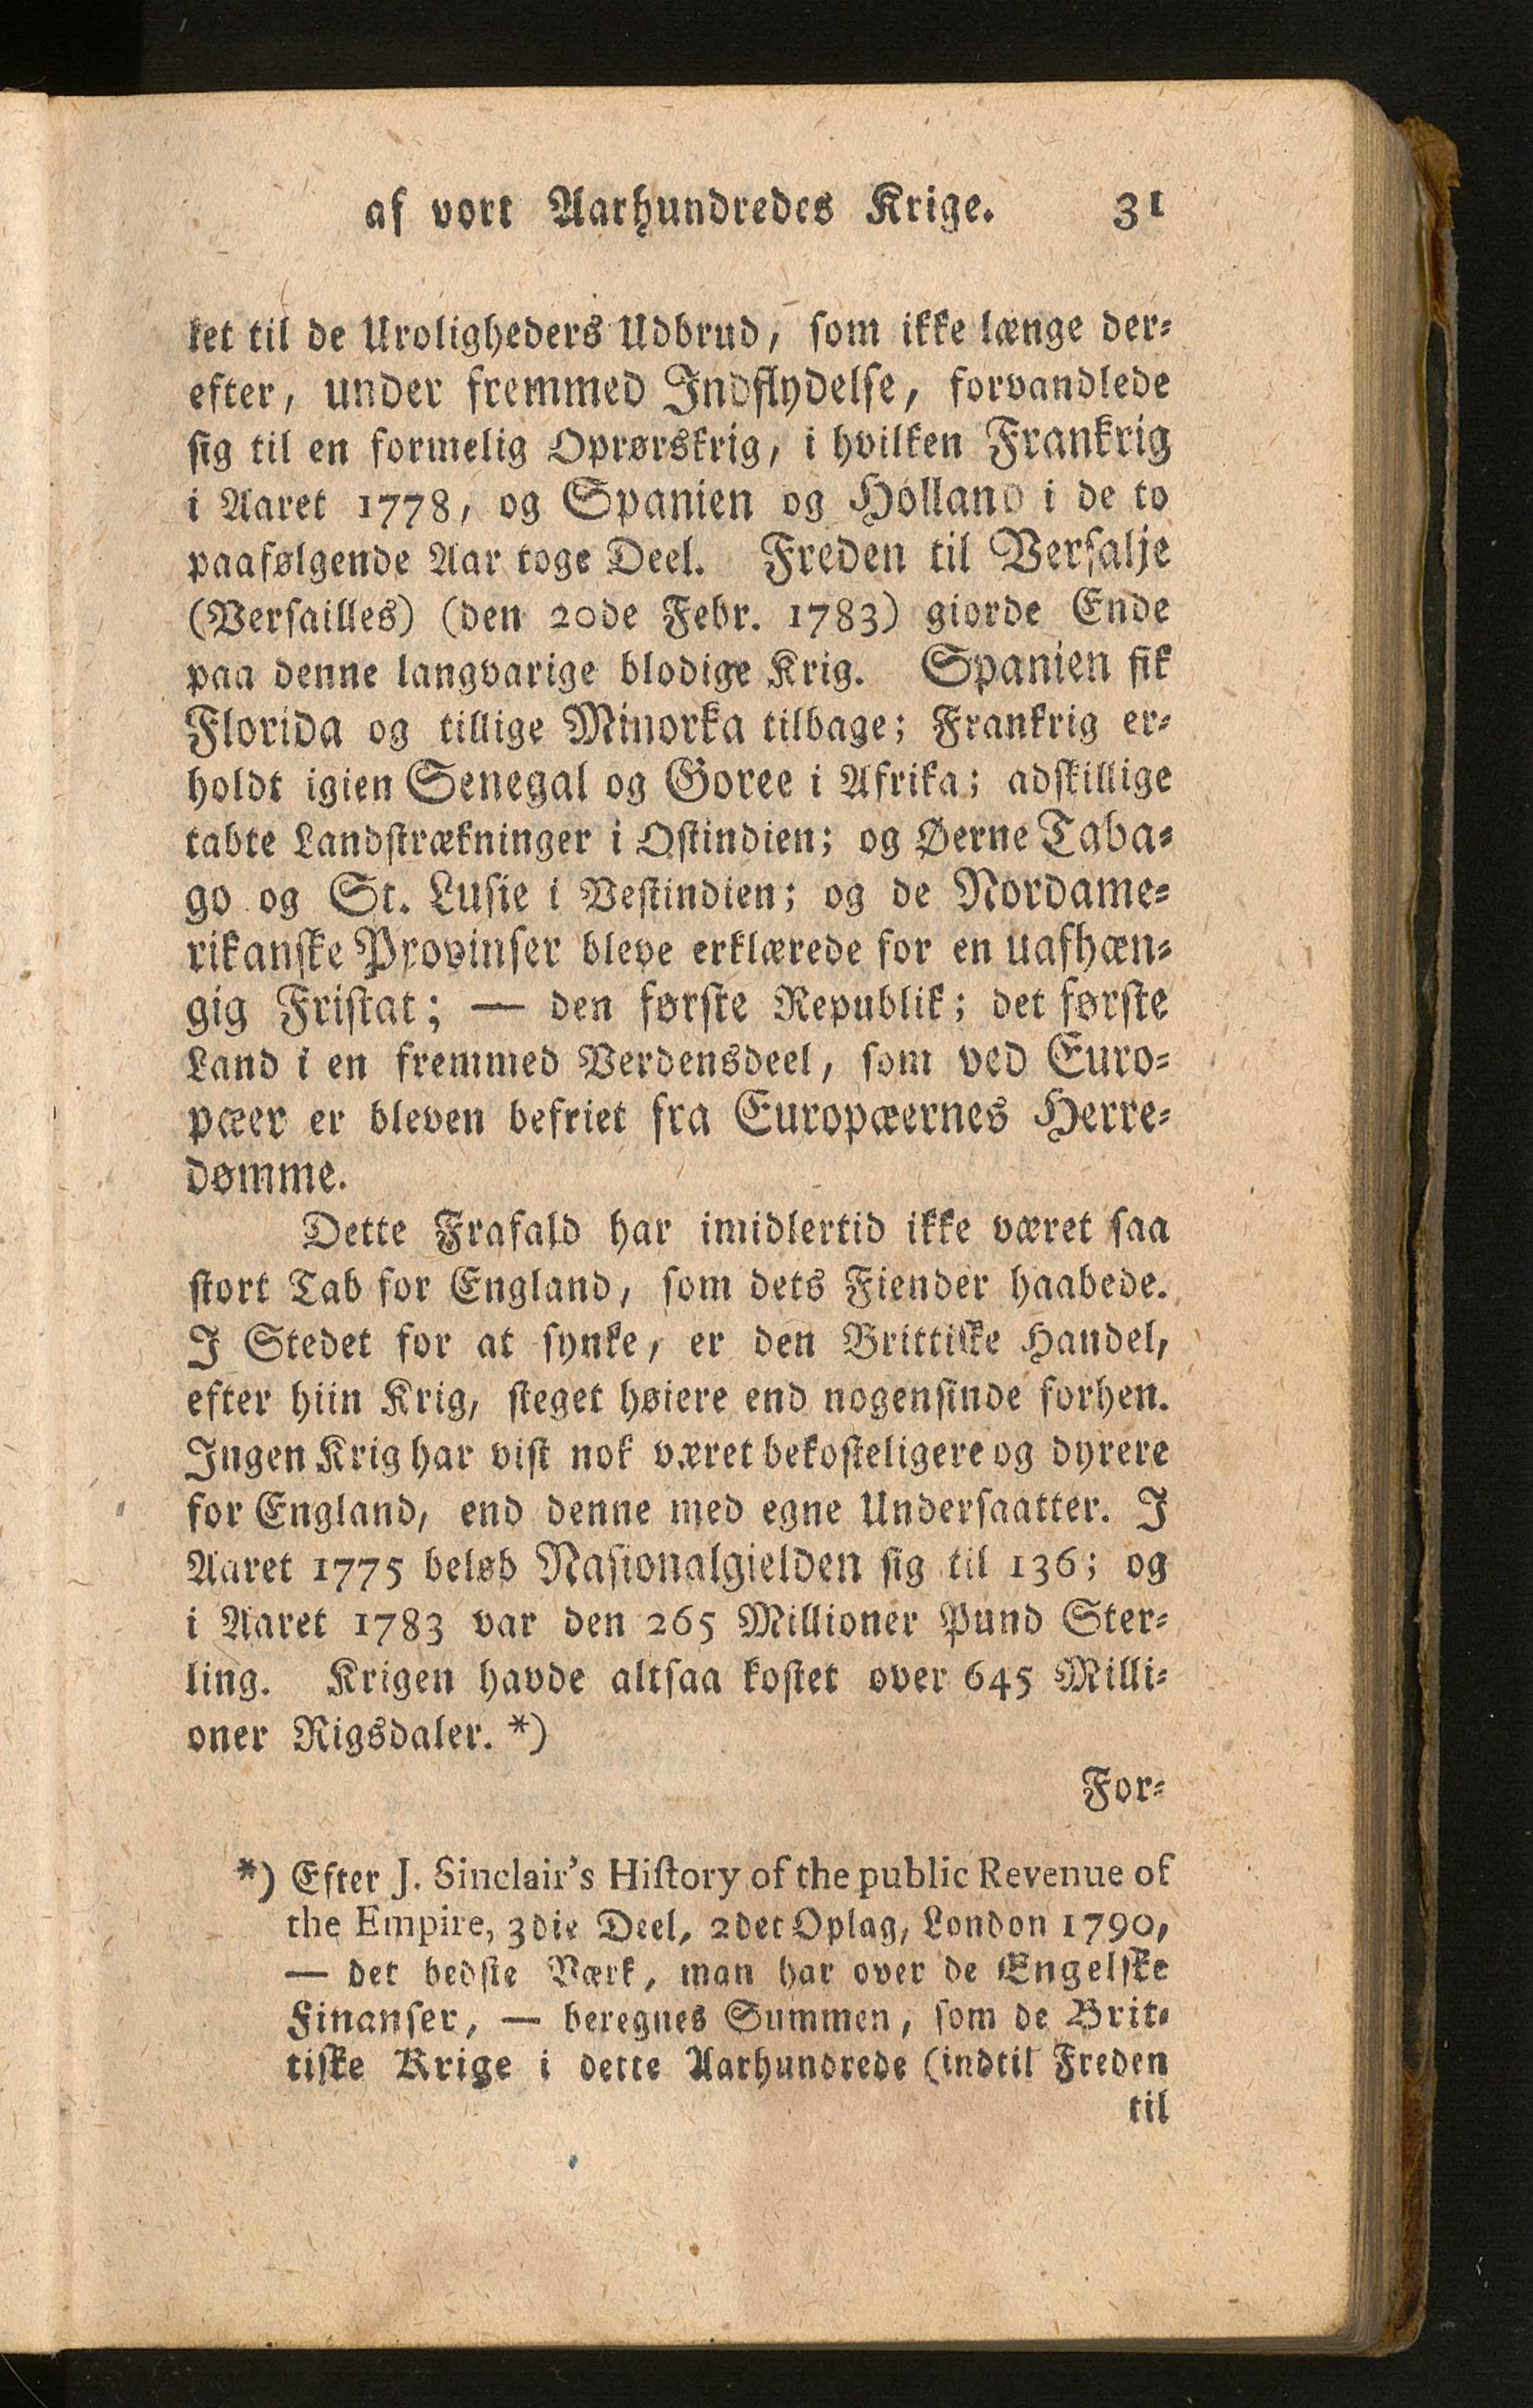 af vort Aarhundredes Krige. 31
ket til de Uroligheders Udbrud, som ikke længe der-
efter, under fremmed Indflydelse, forvandlede
sig til en formelig Oprørskrig, i hvilken Frankrig
i Aaret 1778, og Spanien og Holland i de to
paafølgende Aar toge Deel. Freden til Versalje
(Versailles) (den 20de Febr. 1783) giorde Ende
paa denne langvarige blodige Krig. Spanien fik
Florida og tillige Minorka tilbage; Frankrig er-
holdt igien Senegal og Goree i Afrika; adskillige
tabte Landstrækninger i Ostindien; og Øerne Taba-
go og St. Lusie i Vestindien; og de Nordame-
rikanske Provinser bleve erklærede for en uafhæn-
gig Fristat; — den første Republik; det første
Land i en fremmed Verdensdeel, som ved Euro-
pæer er bleven befriet fra Europæernes Herre-
dømme.
Dette Frafald har imidlertid ikke været saa
stort Tab for England, som dets Fiender haabede.
I Stedet for at synke, er den Brittiske Handel,
efter hiin Krig, steget høiere end nogensinde forhen.
Ingen Krig har vist nok været bekosteligere og dyrere
for England, end denne med egne Undersaatter. I
Aaret 1775 beløb Nasionalgielden sig til 136; og
i Aaret 1783 var den 265 Millioner Pund Ster-
ling. Krigen havde altsaa kostet over 645 Milli-
oner Rigsdaler. *)
For-
*) Efter J. Sinclair's Hiſtory of the public Revenue of
the Empire, 3die Deel, 2det Oplag, London 1790,
— det bedste Værk, man har over de Engelske
Finanser, — beregnes Summen, som de Brit-
tiske Krige i dette Aarhundrede (indtil Freden
til